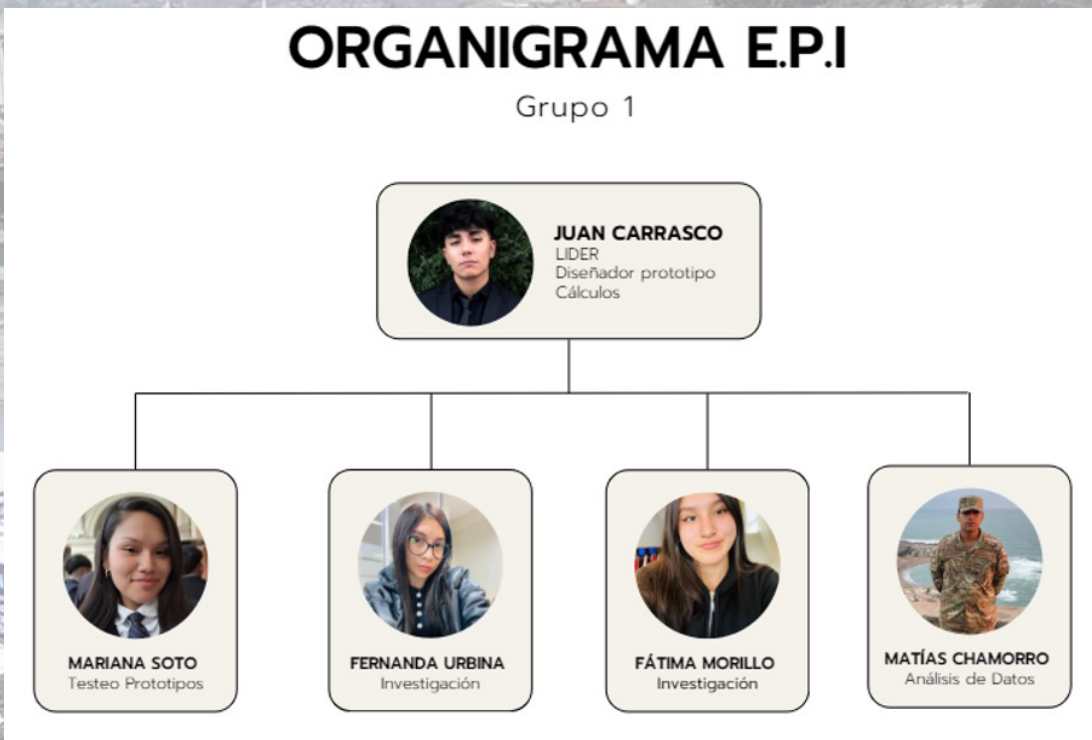 ORGANIGRAMA E.P.I
Grupo 1
JUAN CARRASCO
LIDER
Diseñador prototipo
Cálculos
MARIANA SOTO
Testeo Prototipos
FERNANDA URBINA
Investigación
FÁTIMA MORILLO
Investigación
MATÍAS CHAMORRO
Análisis de Datos